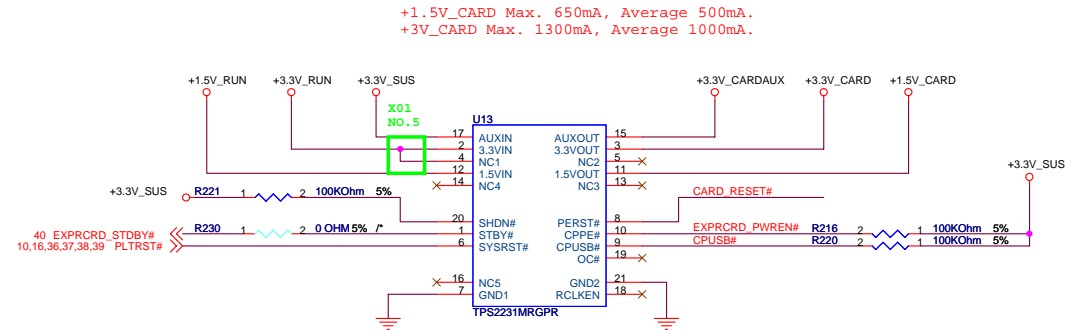 +1.5V_CARD Max. 650mA, Average 500mA.
+3V_CARD Max. 1300mA, Average 1000mA.
+1.5V_RUN +3.3V_RUN +3.3V_SUS +3.3V_CARDAUX +3.3V_CARD +1.5V_CARD
X01
NO.5
U13
17 AUXIN AUXOUT 15
2 3.3VIN 3.3VOUT 3
4 NC1 NC2 5
12 1.5VIN 1.5VOUT 11
14 NC4 NC3 13
+3.3V_SUS
+3.3V_SUS R221 1 2 100KOhm 5% CARD_RESET#
20 SHDN# PERST# 8
40 EXPRCRD_STDBY# R230 1 2 0 OHM 5% /* 1 STBY# CPPE# 10 EXPRCRD_PWREN# R216 2 1 100KOhm 5%
10,16,36,37,38,39 PLTRST# 6 SYSRST# CPUSB# 9 CPUSB# R220 2 1 100KOhm 5%
OC# 19
16 NC5 GND2 21
7 GND1 RCLKEN 18
TPS2231MRGPR